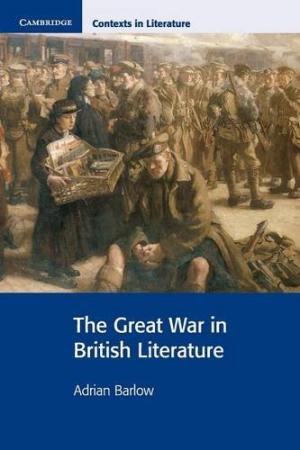 CAMBRIDGE
Contexts in Literature
The Great War in
British Literature
Adrian Barlow